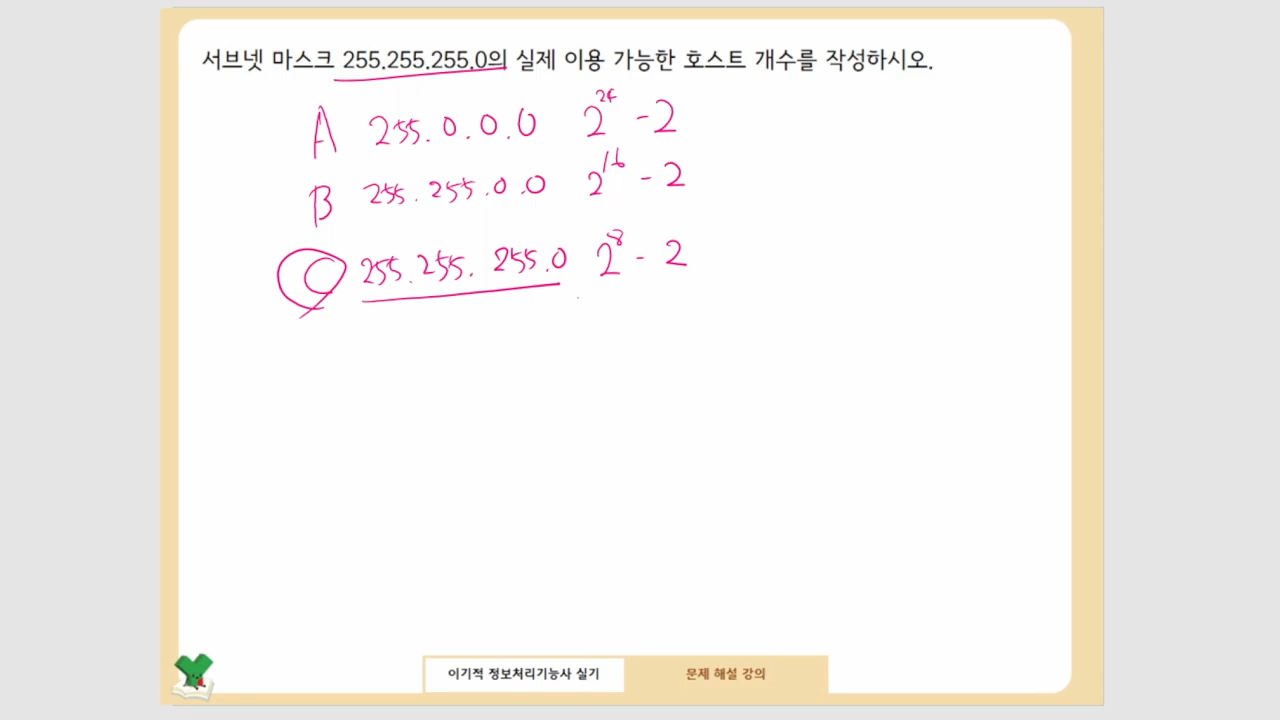 서브넷 마스크 255.255.255.0의 실제 이용 가능한 호스트 개수를 작성하시오.
A 255.0.0.0 2^24 - 2
B 255.255.0.0 2^16 - 2
C 255.255.255.0 2^8 - 2
이기적 정보처리기능사 실기 문제 해설 강의